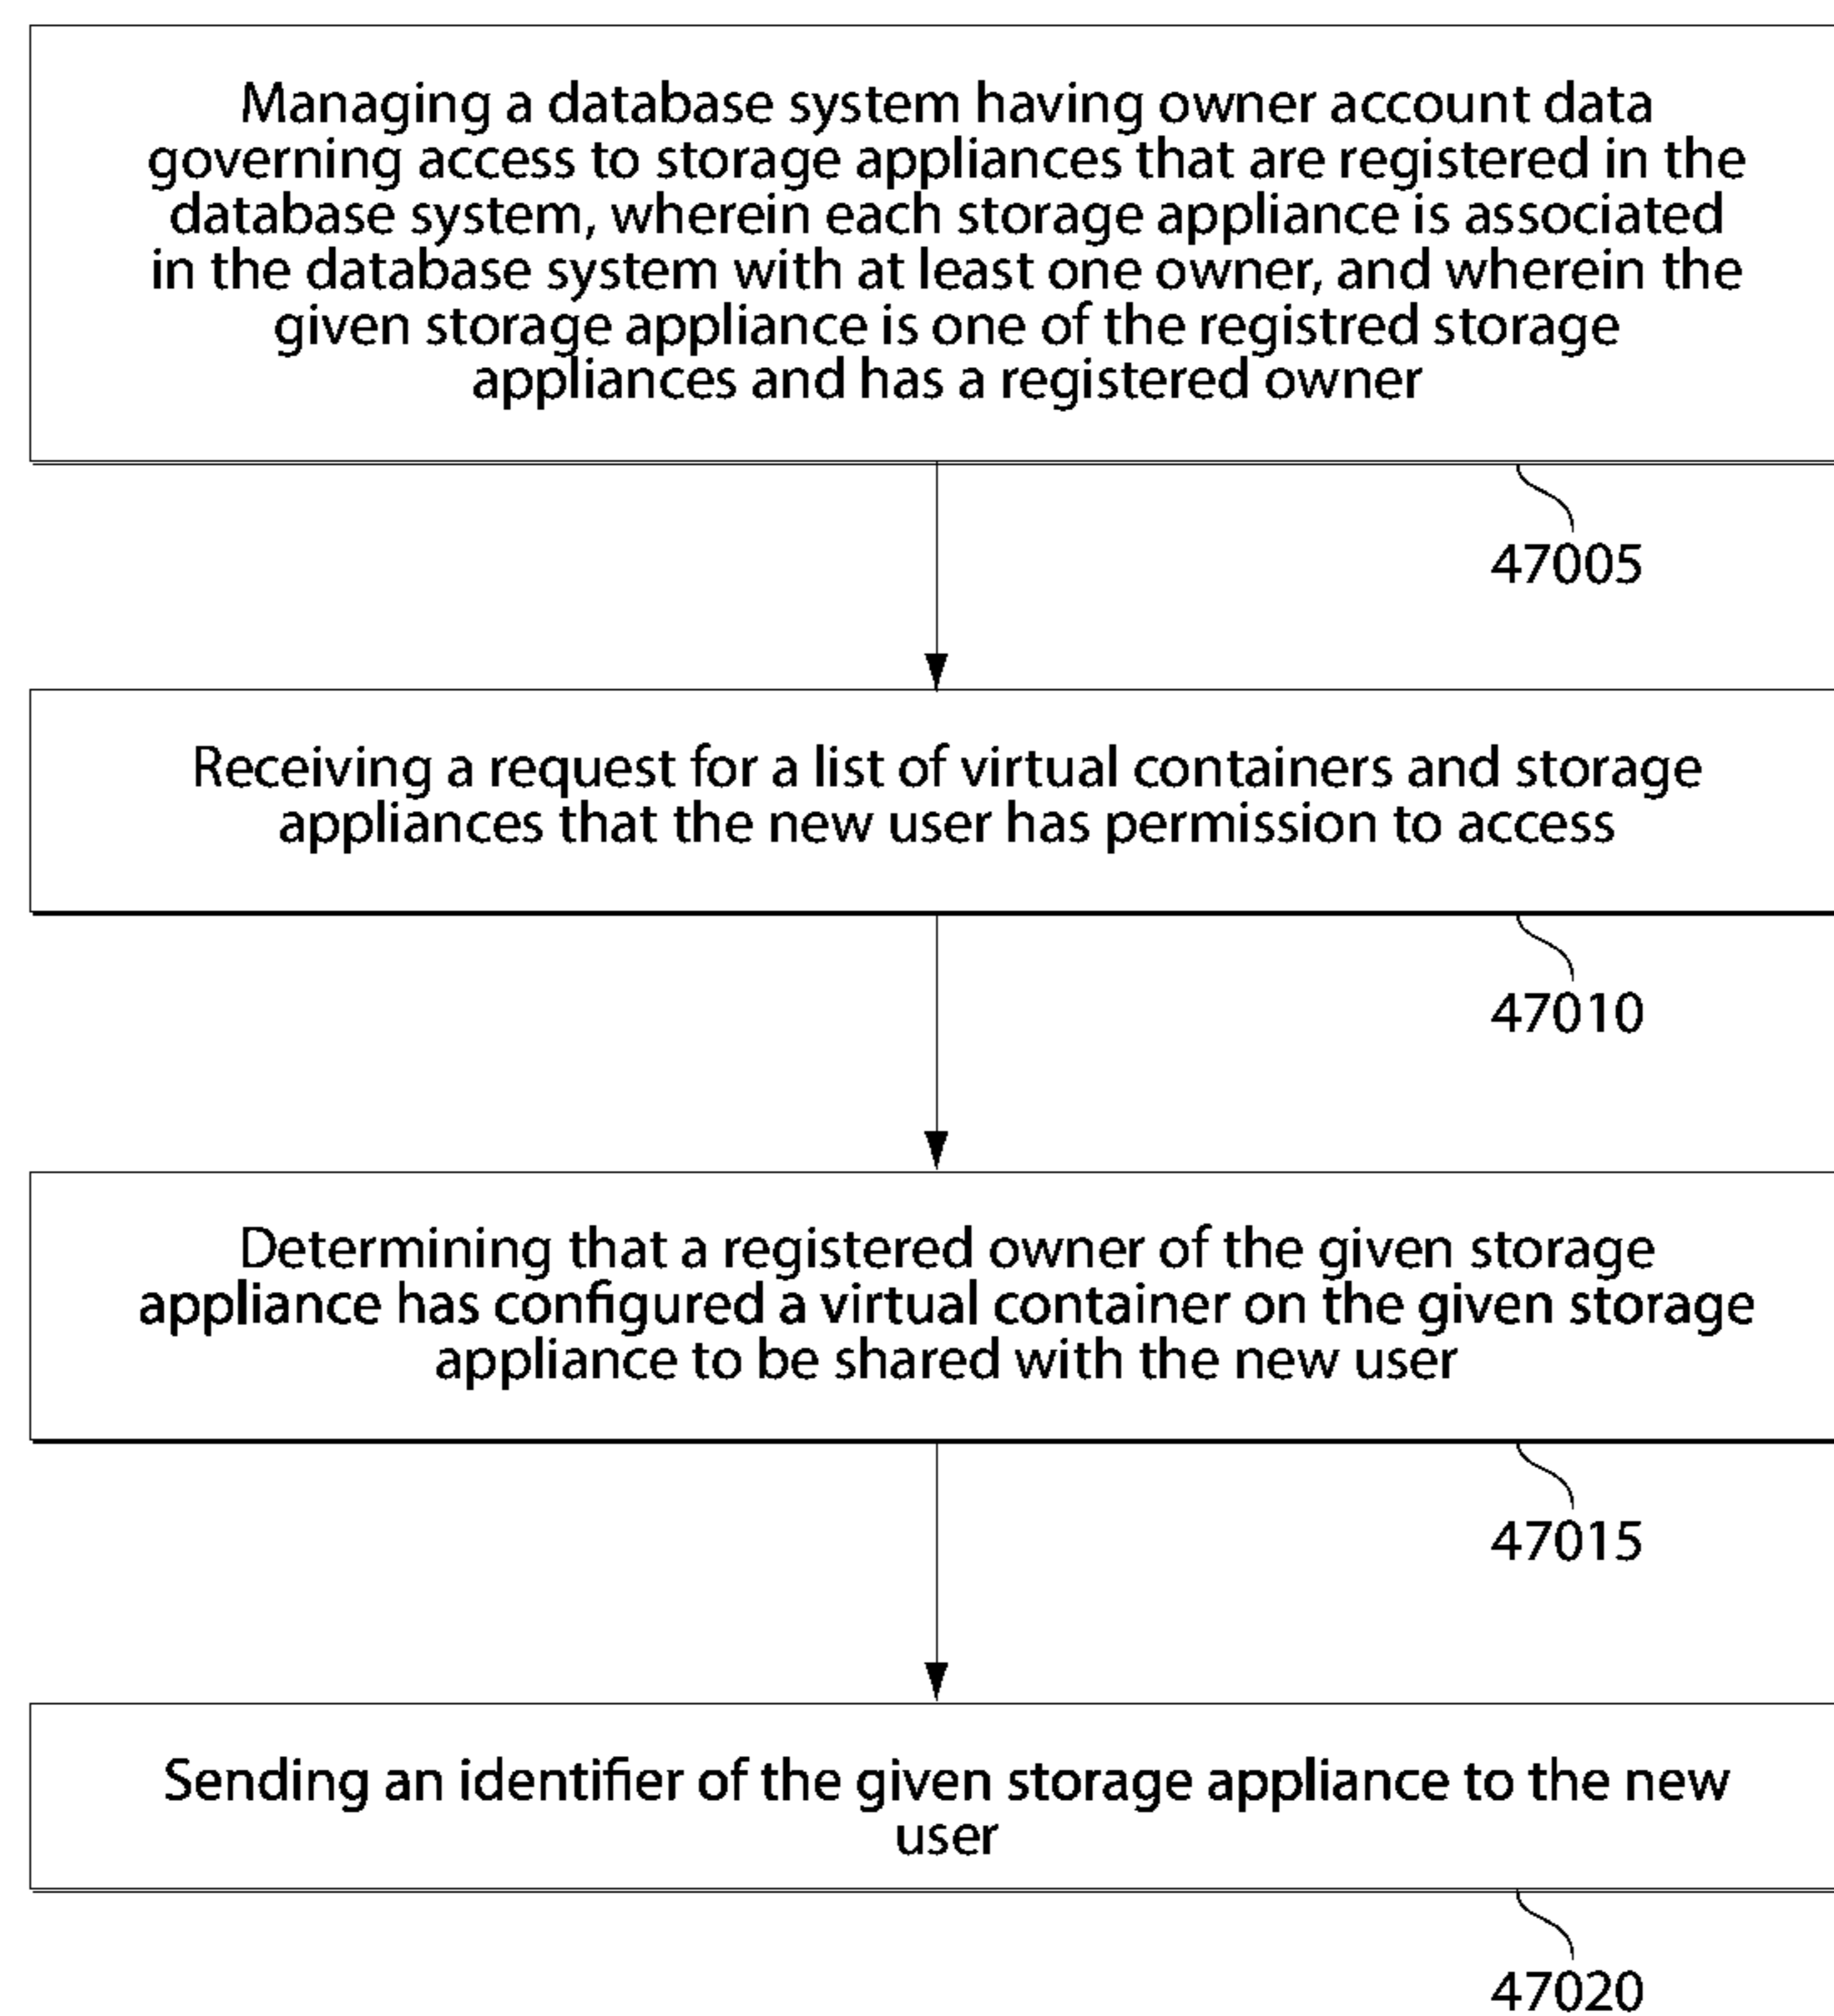 Managing a database system having owner account data
governing access to storage appliances that are registered in the
database system, wherein each storage appliance is associated
in the database system with at least one owner, and wherein the
given storage appliance is one of the registred storage
appliances and has a registered owner
47005
Receiving a request for a list of virtual containers and storage
appliances that the new user has permission to access
47010
Determining that a registered owner of the given storage
appliance has configured a virtual container on the given storage
appliance to be shared with the new user
47015
Sending an identifier of the given storage appliance to the new
user
47020